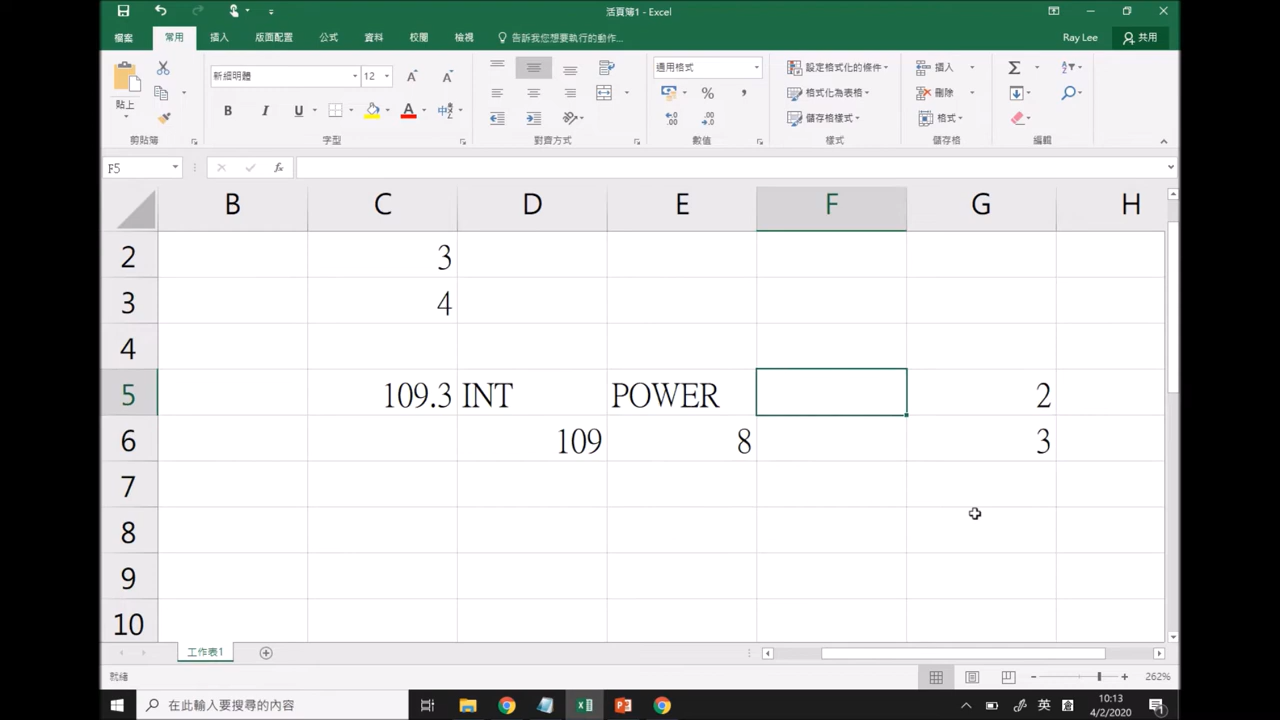 活頁簿1 - Excel
檔案 常用 插入 版面配置 公式 資料 校閱 檢視 告訴我您想要執行的動作... Ray Lee 共用
貼上 新細明體 12 通用格式 設定格式化的條件 插入
B I U A 中 % 格式化為表格 刪除
儲存格樣式 格式
剪貼簿 字型 對齊方式 數值 樣式 儲存格 編輯
F5 fx
B C D E F G H
2 3
3 4
4
5 109.3 INT POWER 2
6 109 8 3
7
8
9
10
工作表1
就緒 262%
在此輸入要搜尋的內容 英 10:13
4/2/2020 1